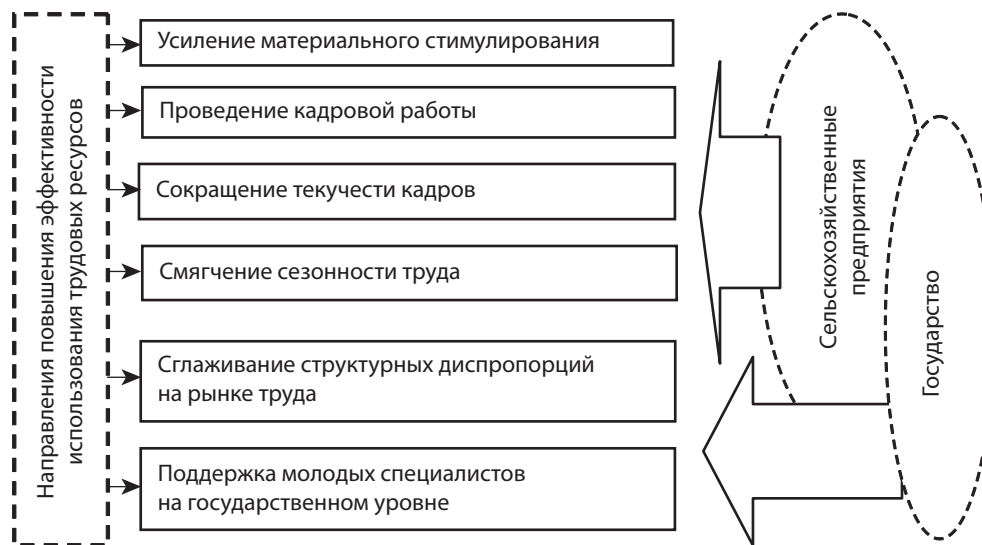 Направления повышения эффективности
использования трудовых ресурсов
Усиление материального стимулирования
Проведение кадровой работы
Сокращение текучести кадров
Смягчение сезонности труда
Сглаживание структурных диспропорций
на рынке труда
Поддержка молодых специалистов
на государственном уровне
Сельскохозяйственные
предприятия
Государство